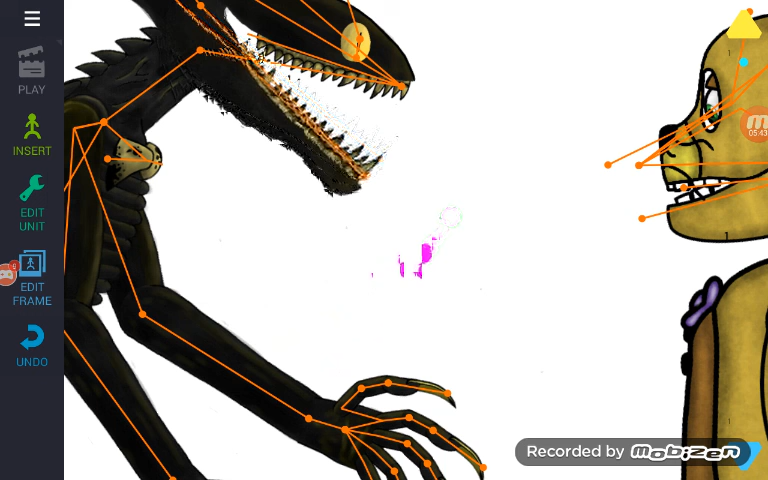 PLAY
INSERT
EDIT
UNIT
EDIT
FRAME
UNDO
05:43
Recorded by MOBIZEN